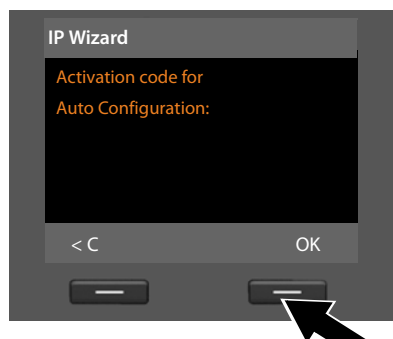 IP Wizard
Activation code for
Auto Configuration:
< C OK